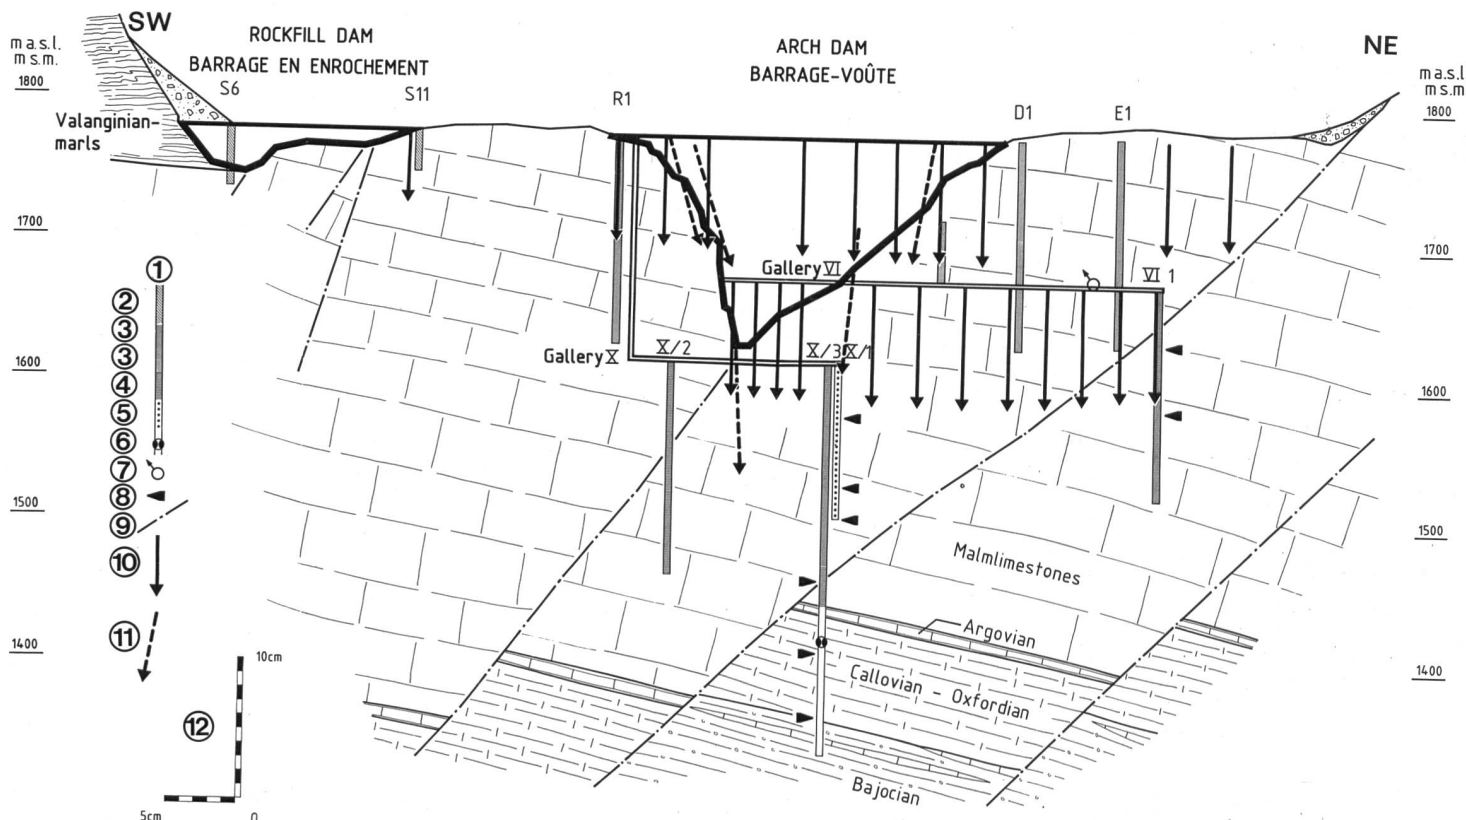 SW
NE
ROCKFILL DAM
BARRAGE EN ENROCHEMENT
ARCH DAM
BARRAGE-VOÛTE
m a.s.l.
m s.m.
1800
1700
1600
1500
1400
m a.s.l
m s.m
1800
1700
1600
1500
1400
S6
S11
R1
D1
E1
Valanginian-
marls
Gallery VI
VI 1
Gallery X
X/2
X/3
X/1
1
2
3
3
4
5
6
7
8
9
10
11
12
Malmlimestones
Argovian
Callovian - Oxfordian
Bajocian
10cm
5cm
0